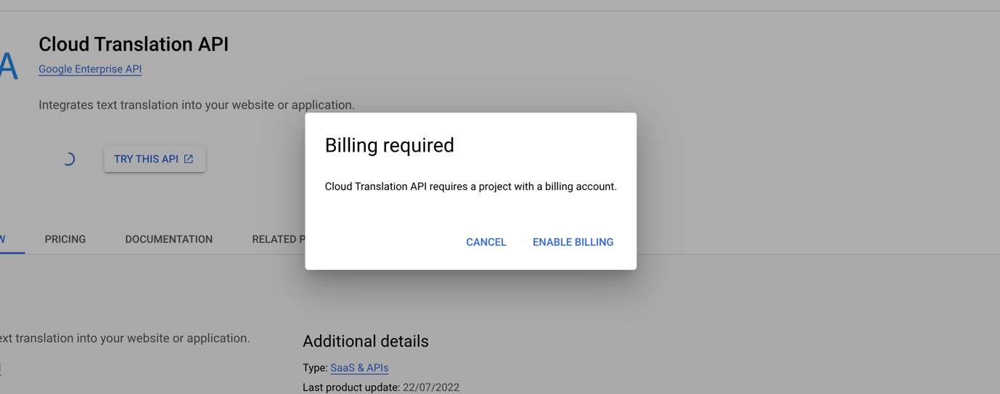 Cloud Translation API
Google Enterprise API
Integrates text translation into your website or application.
TRY THIS API
Billing required
Cloud Translation API requires a project with a billing account.
CANCEL ENABLE BILLING
PRICING DOCUMENTATION RELATED
text translation into your website or application.
Additional details
Type: SaaS & APIs
Last product update: 22/07/2022